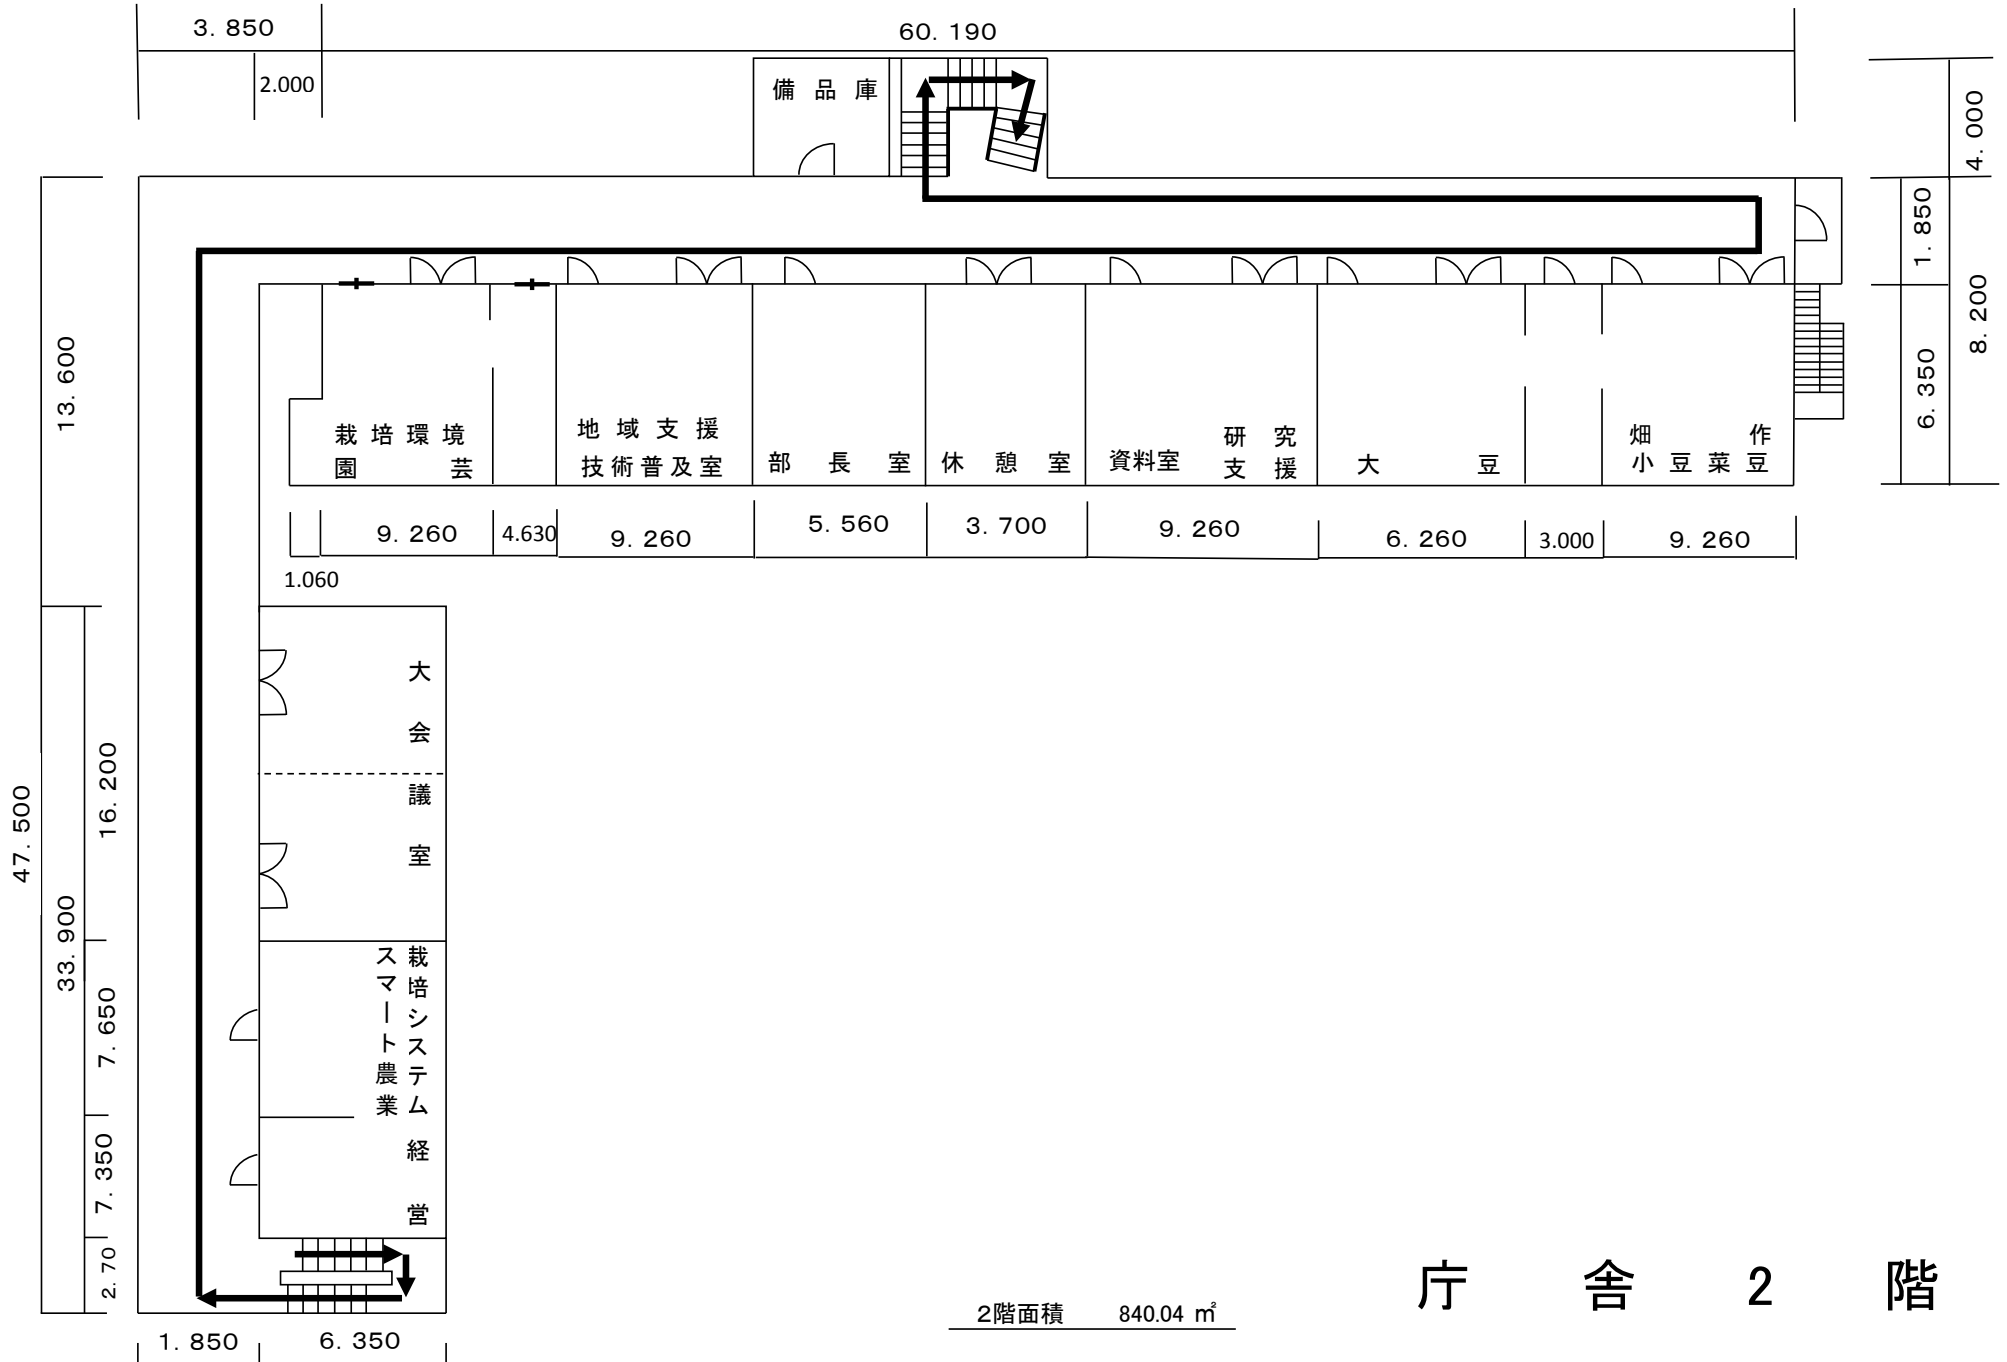 3. 850
60. 190
2.000
備品庫
4. 000
1. 850
8. 200
6. 350
13. 600
栽培環境
園芸
地域支援
技術普及室
部長室
休憩室
資料室
研究
支援
大豆
畑作
小豆菜豆
9. 260
4.630
9. 260
5. 560
3. 700
9. 260
6. 260
3.000
9. 260
1.060
大会議室
16. 200
47. 500
33. 900
栽培システム
スマート農業
7. 650
経営
7. 350
2. 70
1. 850
6. 350
2階面積 840.04 ㎡
庁舎2階